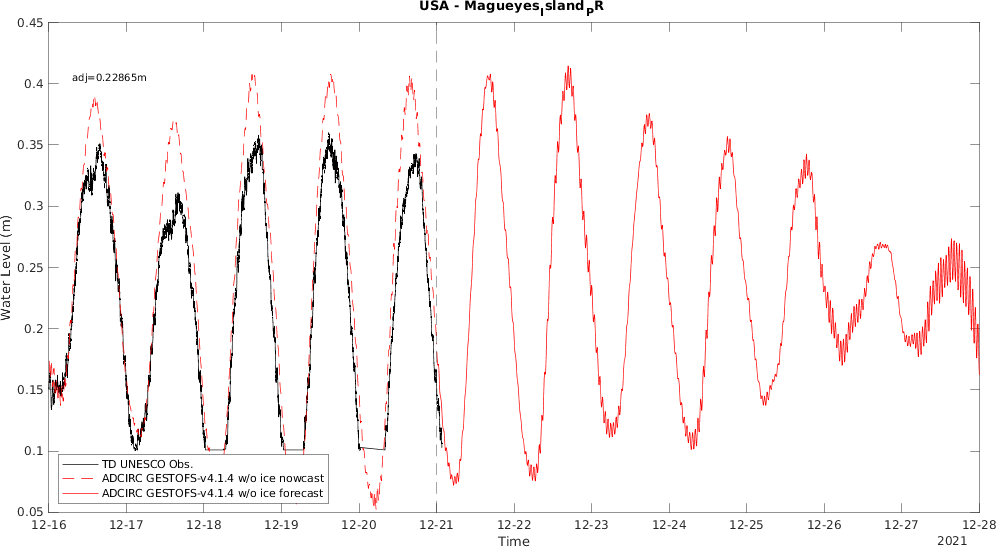 USA - Magueyes_Island_PR
0.45
0.4
0.35
0.3
0.25
0.2
0.15
0.1
0.05
Water Level (m)
adj=0.22865m
TD UNESCO Obs.
ADCIRC GESTOFS-v4.1.4 w/o ice nowcast
ADCIRC GESTOFS-v4.1.4 w/o ice forecast
12-16 12-17 12-18 12-19 12-20 12-21 12-22 12-23 12-24 12-25 12-26 12-27 12-28
Time
2021